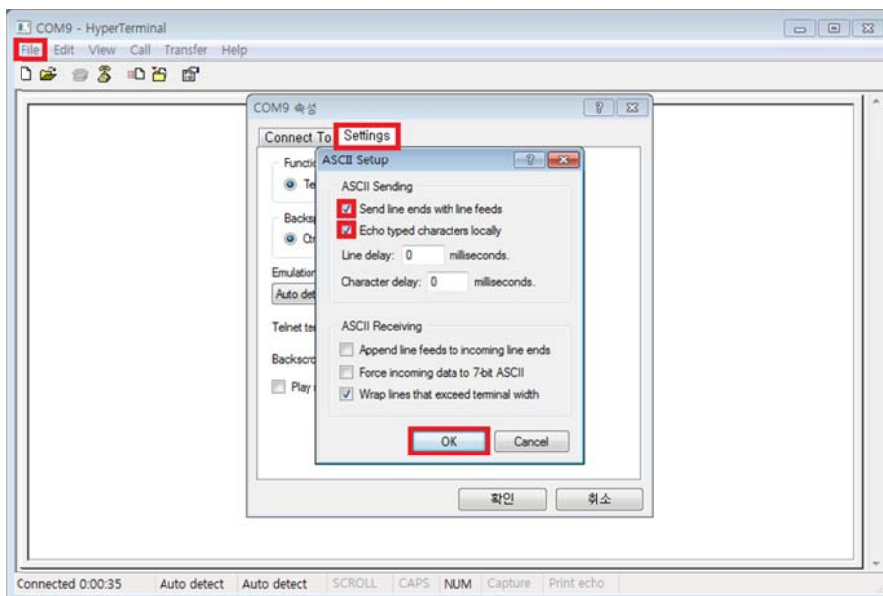 COM9 - HyperTerminal
File Edit View Call Transfer Help
COM9 속성
Connect To Settings
ASCII Setup
ASCII Sending
Send line ends with line feeds
Echo typed characters locally
Line delay: 0 milliseconds.
Character delay: 0 milliseconds.
ASCII Receiving
Append line feeds to incoming line ends
Force incoming data to 7-bit ASCII
Wrap lines that exceed terminal width
OK Cancel
Emulation
Auto
Telnet
Play
확인 취소
Connected 0:00:35 Auto detect Auto detect SCROLL CAPS NUM Capture Print echo